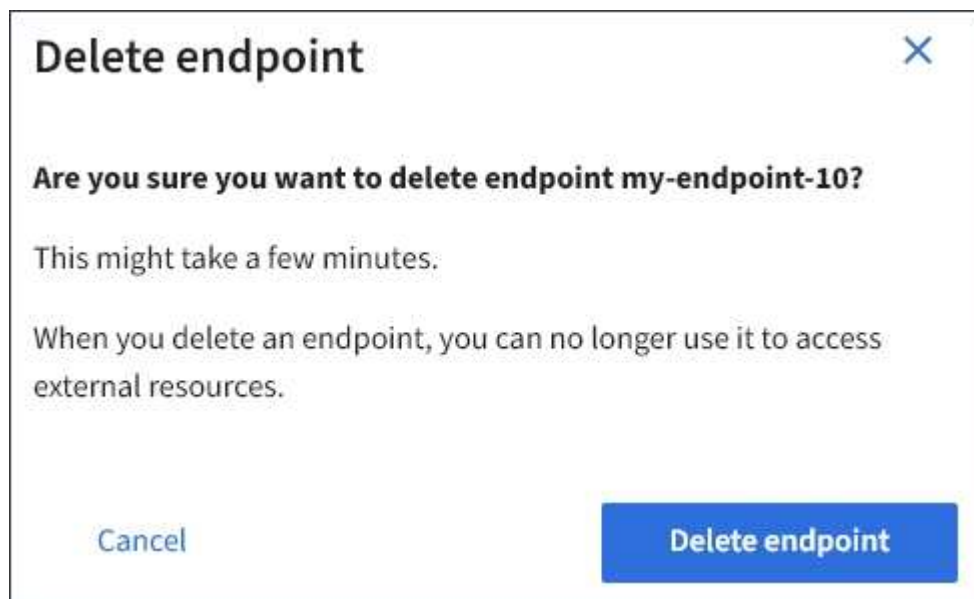 Delete endpoint
Are you sure you want to delete endpoint my-endpoint-10?
This might take a few minutes.
When you delete an endpoint, you can no longer use it to access
external resources.
Cancel
Delete endpoint